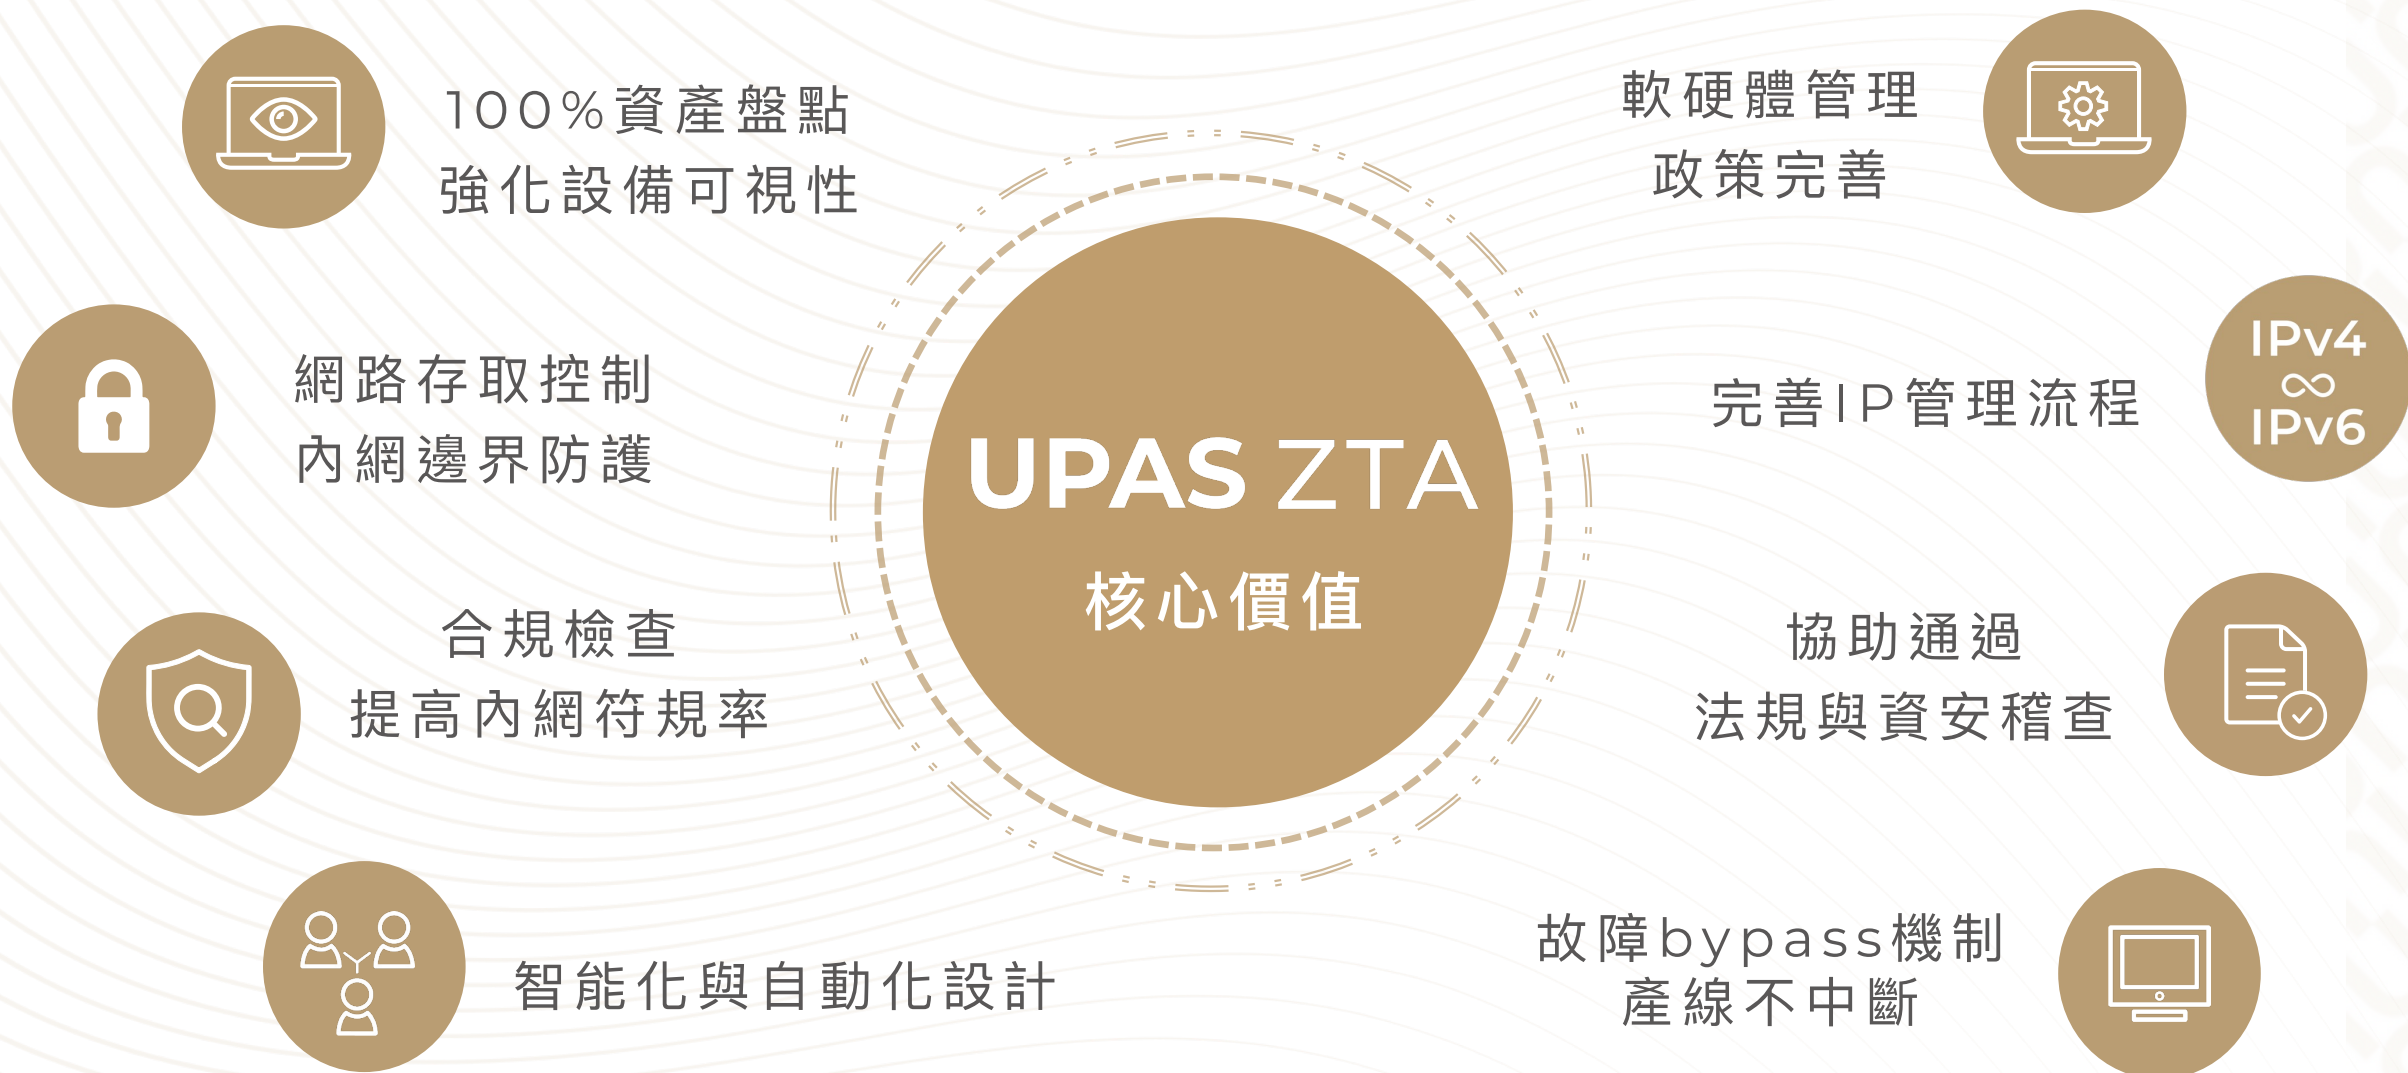 100%資產盤點
強化設備可視性
網路存取控制
內網邊界防護
合規檢查
提高內網符規率
智能化與自動化設計
UPAS ZTA
核心價值
軟硬體管理
政策完善
完善IP管理流程
IPv4
∞
IPv6
協助通過
法規與資安稽查
故障bypass機制
產線不中斷